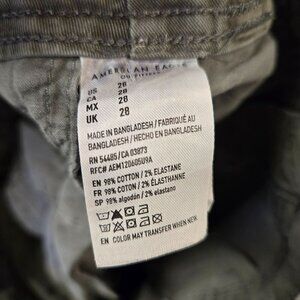 AMERICAN EAGLE
OUTFITTERS
US 28
CA 28
MX 28
UK 28
MADE IN BANGLADESH / FABRIQUÉ AU
BANGLADESH / HECHO EN BANGLADESH
RN 54485/CA 03873
RFC# AEM120605U9A
EN 98% COTTON / 2% ELASTANE
FR 98% COTON / 2% ÉLASTHANNE
SP 98% algodón / 2% elastano
EN COLOR MAY TRANSFER WHEN NEW.